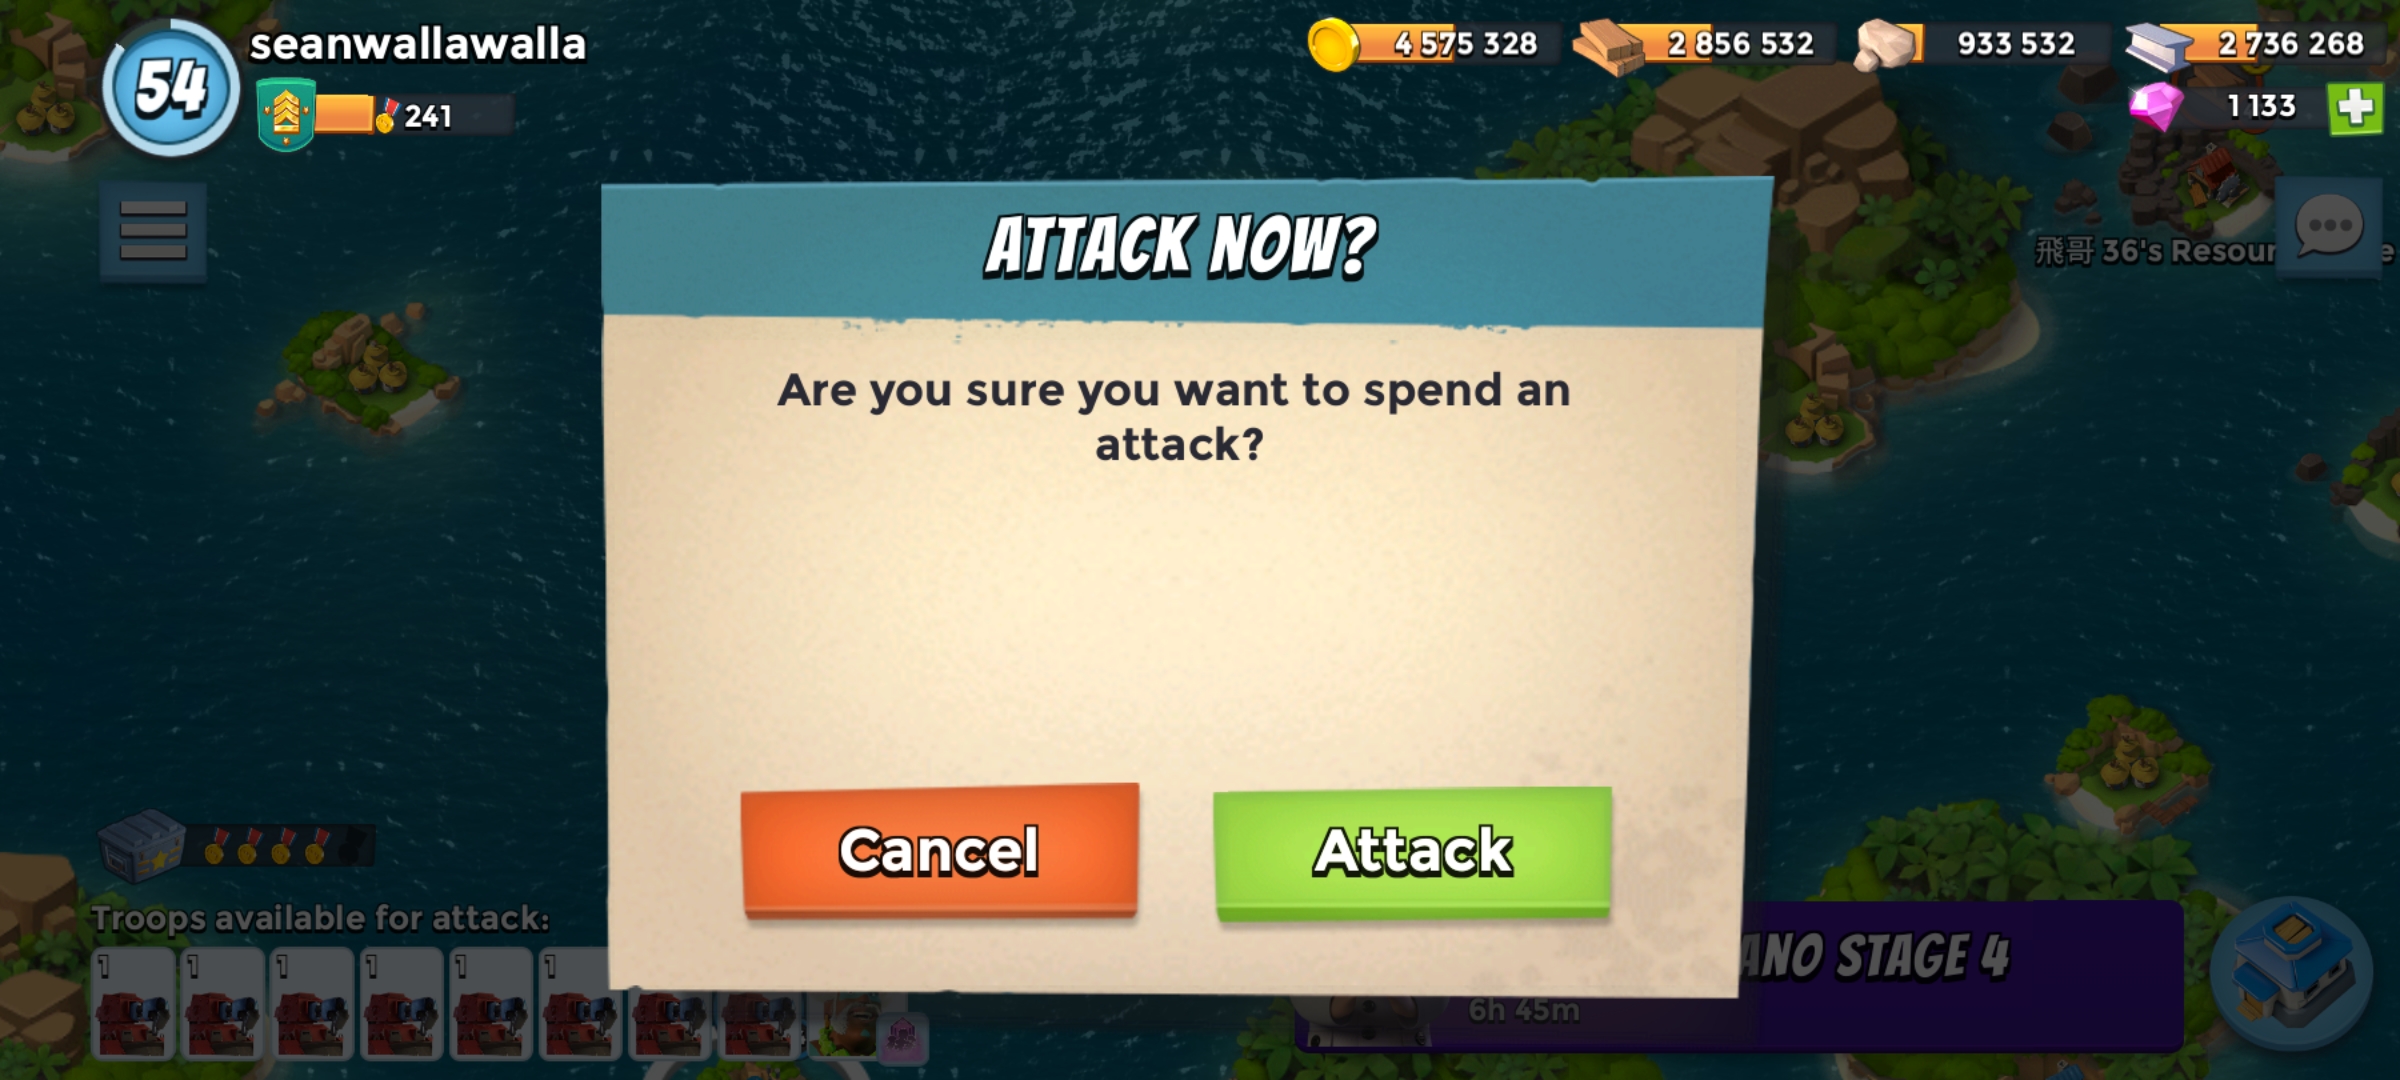 54
seanwallawalla
241
4 575 328
2 856 532
933 532
2 736 268
1 133
飛哥 36's
ATTACK NOW?
Are you sure you want to spend an
attack?
Cancel
Attack
Troops available for attack:
1
1
1
1
1
1
STAGE 4
6h 45m